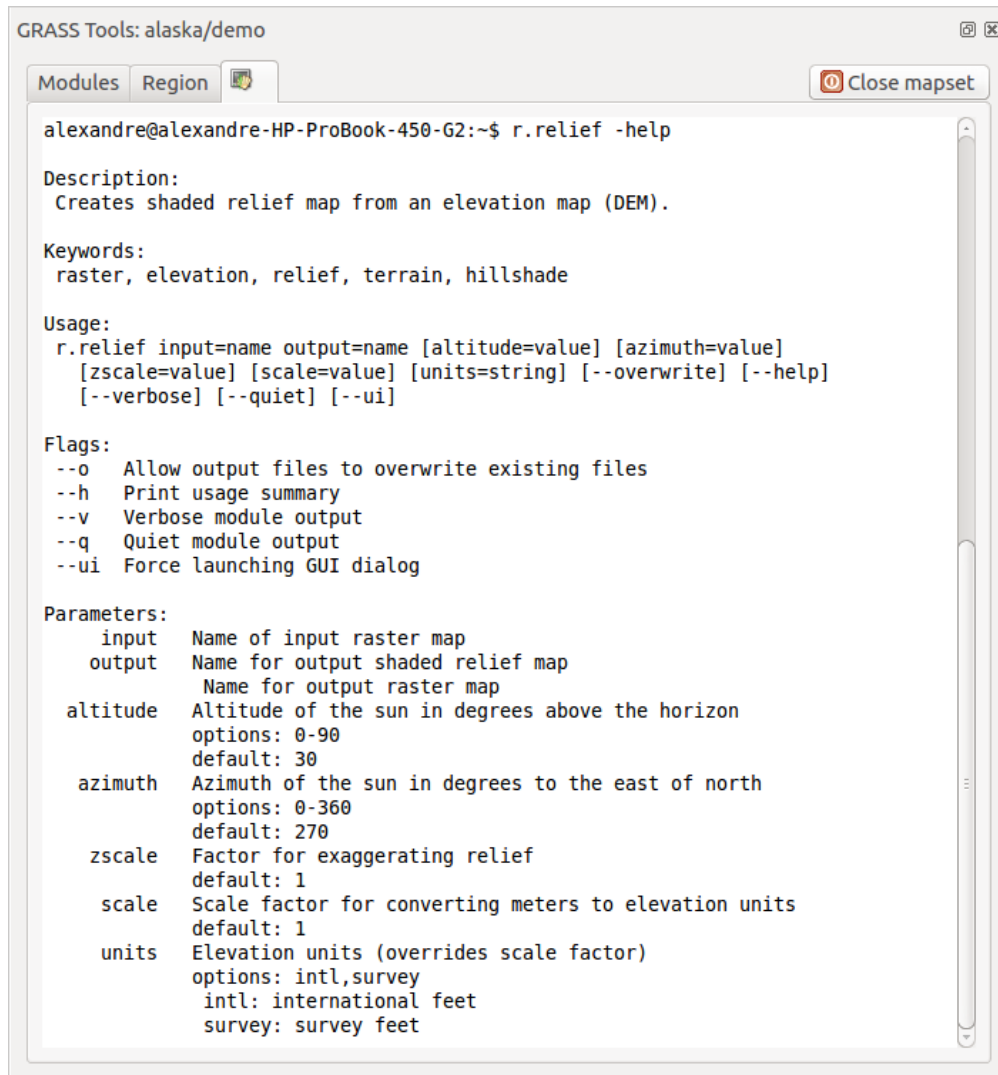 GRASS Tools: alaska/demo
Modules Region Close mapset
alexandre@alexandre-HP-ProBook-450-G2:~$ r.relief -help
Description:
Creates shaded relief map from an elevation map (DEM).
Keywords:
raster, elevation, relief, terrain, hillshade
Usage:
r.relief input=name output=name [altitude=value] [azimuth=value]
[zscale=value] [scale=value] [units=string] [--overwrite] [--help]
[--verbose] [--quiet] [--ui]
Flags:
--o Allow output files to overwrite existing files
--h Print usage summary
--v Verbose module output
--q Quiet module output
--ui Force launching GUI dialog
Parameters:
input Name of input raster map
output Name for output shaded relief map
Name for output raster map
altitude Altitude of the sun in degrees above the horizon
options: 0-90
default: 30
azimuth Azimuth of the sun in degrees to the east of north
options: 0-360
default: 270
zscale Factor for exaggerating relief
default: 1
scale Scale factor for converting meters to elevation units
default: 1
units Elevation units (overrides scale factor)
options: intl,survey
intl: international feet
survey: survey feet